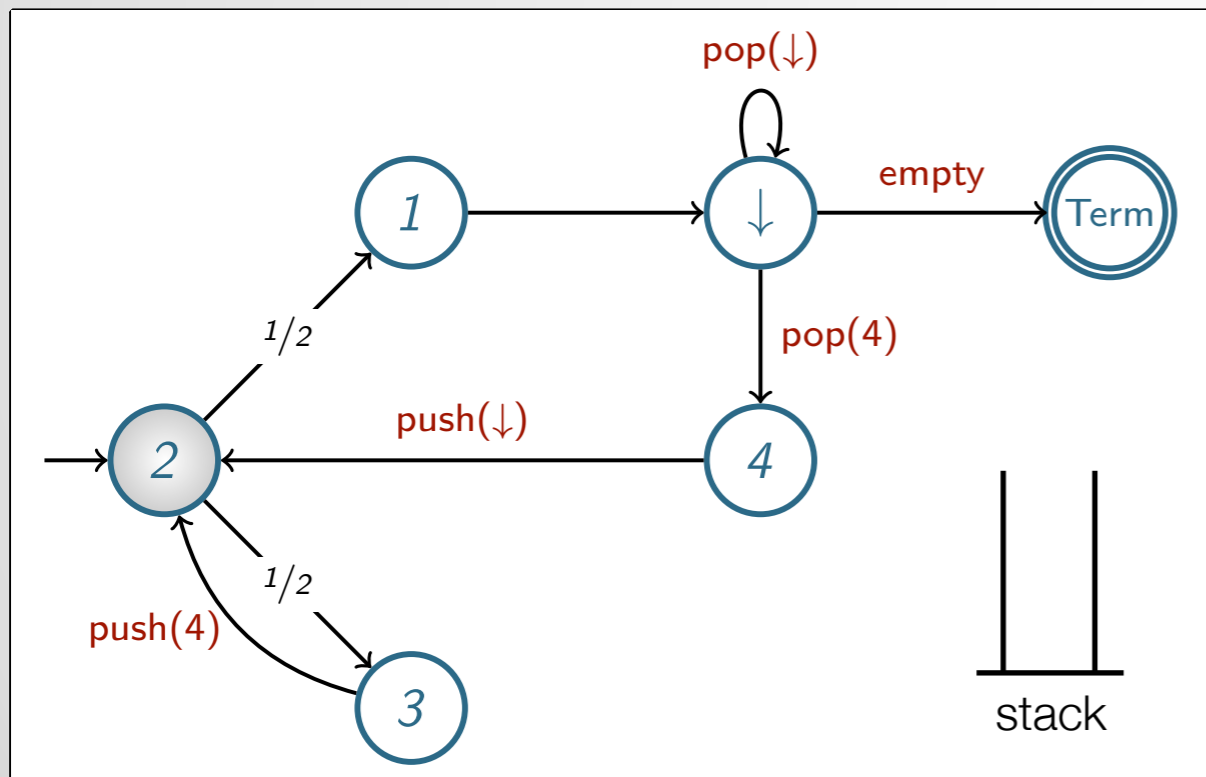 pop(↓)
1
↓
empty
Term
1/2
pop(4)
push(↓)
2
4
1/2
push(4)
3
stack